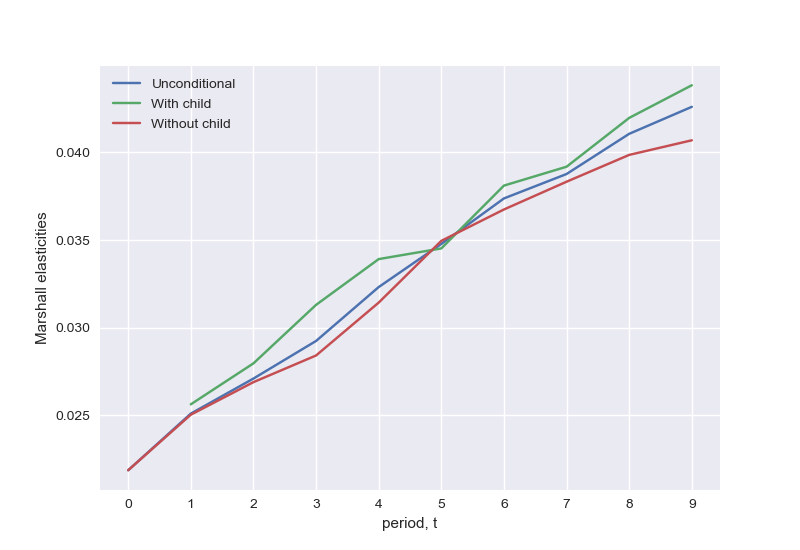 Unconditional
With child
Without child
0.040
0.035
0.030
0.025
Marshall elasticities
0 1 2 3 4 5 6 7 8 9
period, t